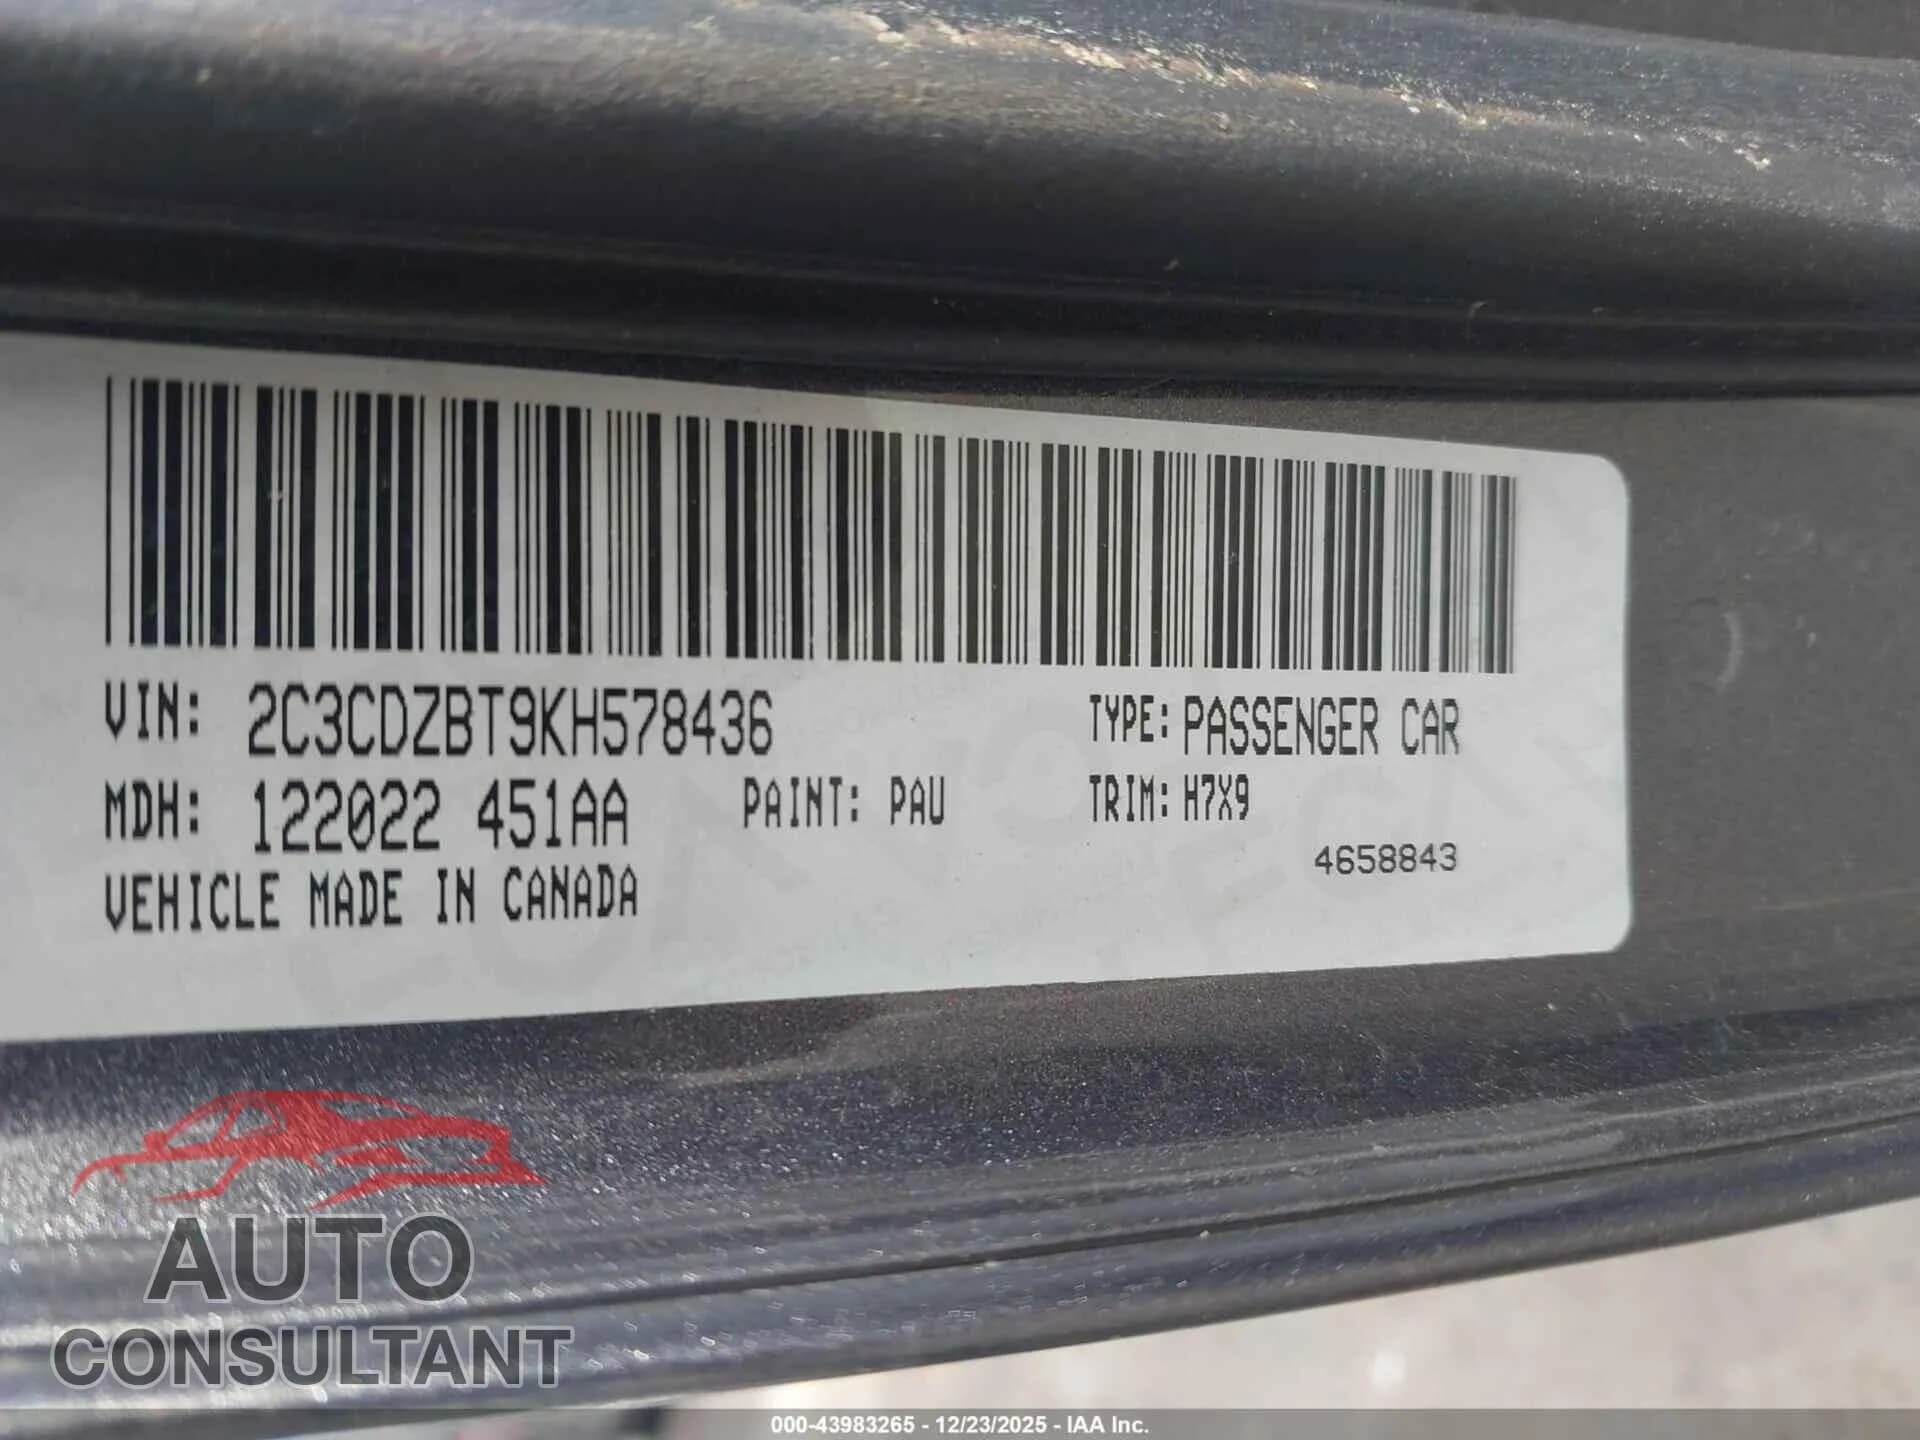 VIN: 2C3CDZBT9KH578436
TYPE: PASSENGER CAR
MDH: 122022 451AA
PAINT: PAU
TRIM: H7X9
4658843
VEHICLE MADE IN CANADA
AUTO
CONSULTANT
000-43983265 - 12/23/2025 - IAA Inc.